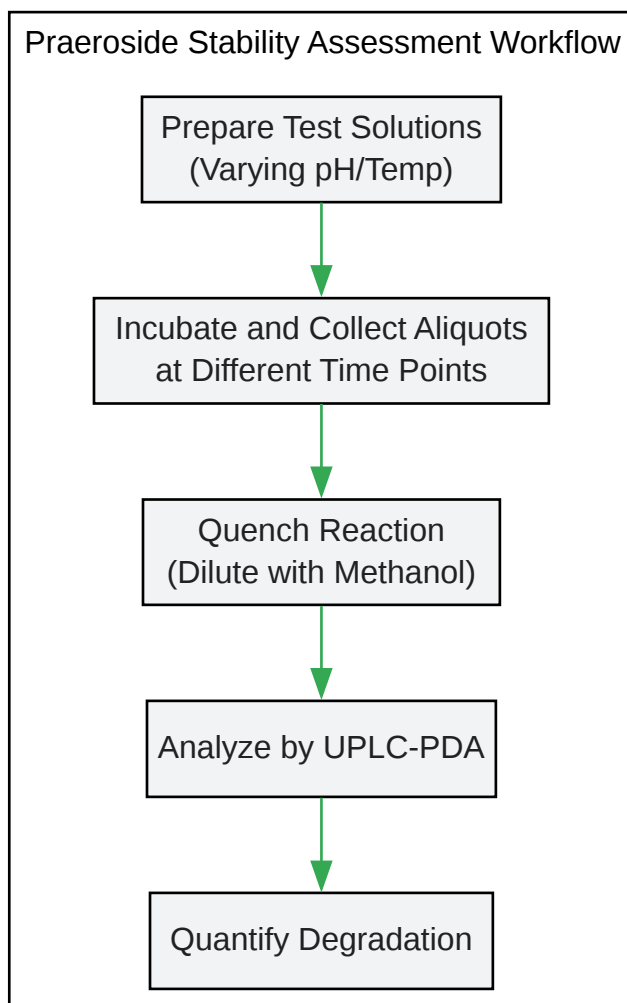 Praeroside Stability Assessment Workflow
Prepare Test Solutions
(Varying pH/Temp)
Incubate and Collect Aliquots
at Different Time Points
Quench Reaction
(Dilute with Methanol)
Analyze by UPLC-PDA
Quantify Degradation